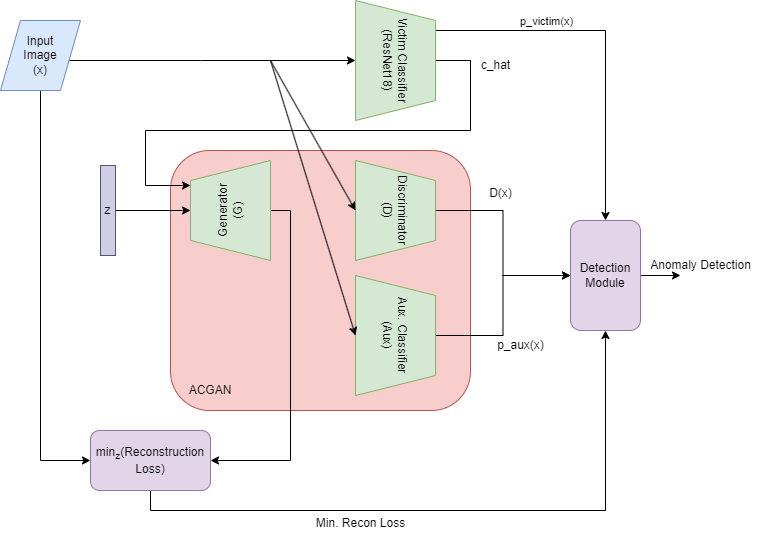 Input
Image
(x)
Victim Classifier
(ResNet18)
p_victim(x)
c_hat
z
Generator
(G)
Discriminator
(D)
D(x)
Aux. Classifier
(Aux)
p_aux(x)
Detection
Module
Anomaly Detection
ACGAN
minz(Reconstruction
Loss)
Min. Recon Loss